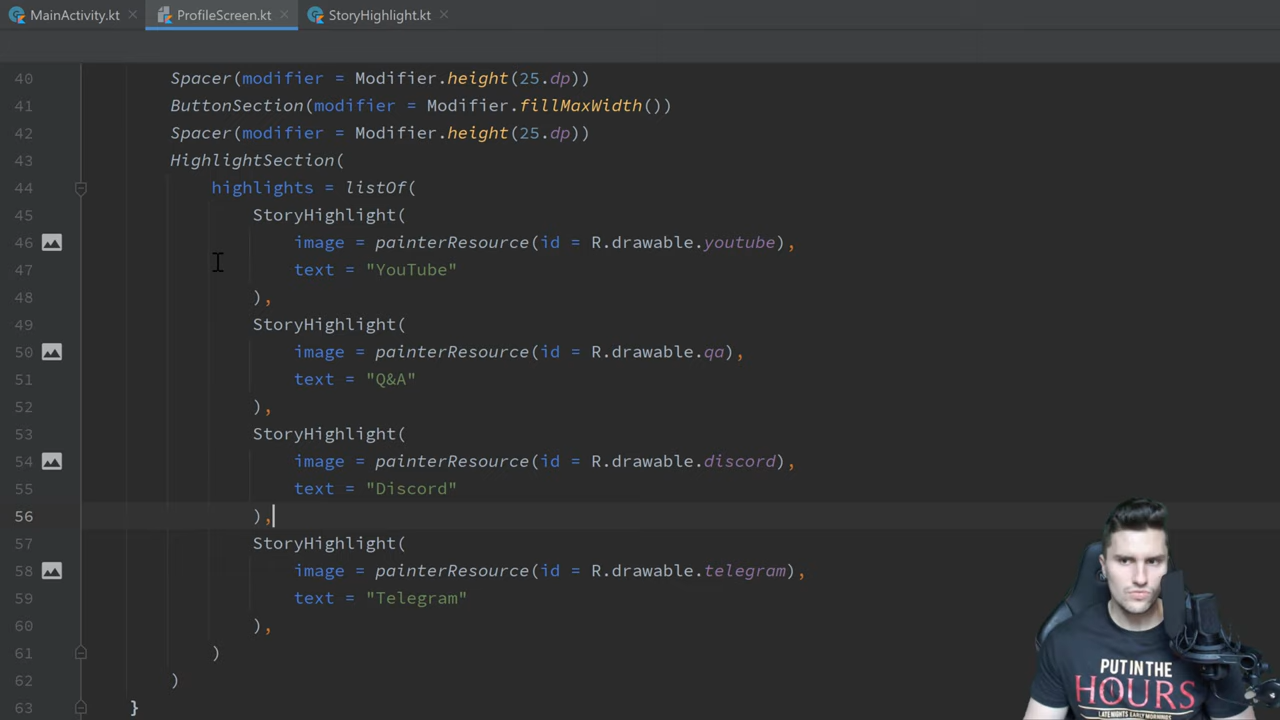 MainActivity.kt
ProfileScreen.kt
StoryHighlight.kt
40 Spacer(modifier = Modifier.height(25.dp))
41 ButtonSection(modifier = Modifier.fillMaxWidth())
42 Spacer(modifier = Modifier.height(25.dp))
43 HighlightSection(
44 highlights = listOf(
45 StoryHighlight(
46 image = painterResource(id = R.drawable.youtube),
47 text = "YouTube"
48 ),
49 StoryHighlight(
50 image = painterResource(id = R.drawable.qa),
51 text = "Q&A"
52 ),
53 StoryHighlight(
54 image = painterResource(id = R.drawable.discord),
55 text = "Discord"
56 ),
57 StoryHighlight(
58 image = painterResource(id = R.drawable.telegram),
59 text = "Telegram"
60 ),
61 )
62 )
63 }
PUT IN THE
HOURS
LATE NIGHTS EARLY MORNINGS